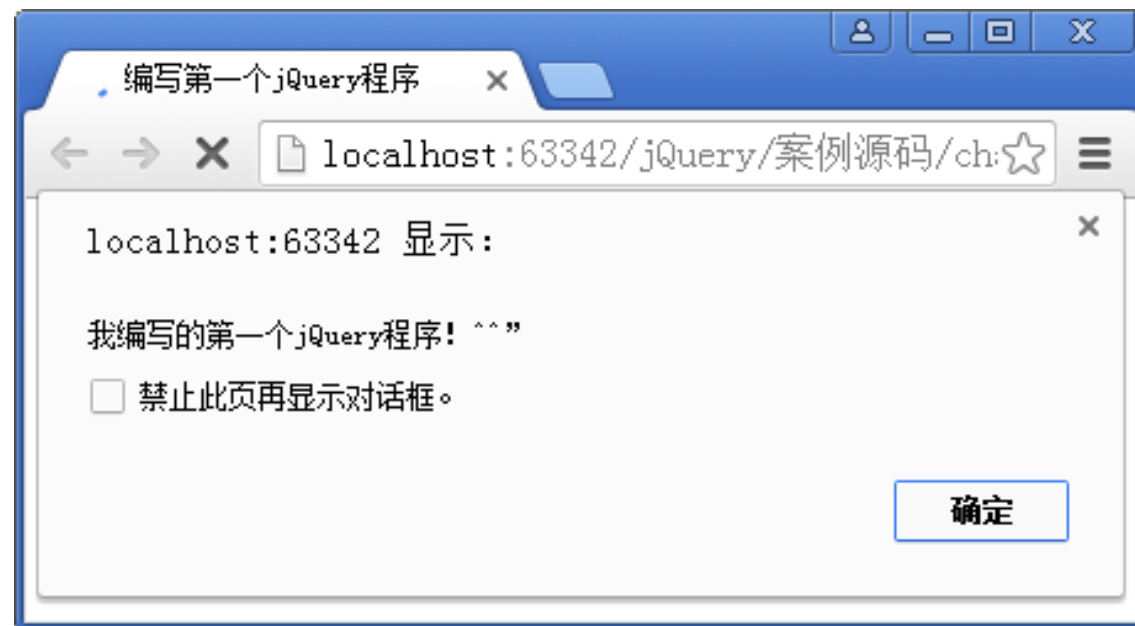 编写第一个jQuery程序
localhost:63342/jQuery/案例源码/ch
localhost:63342 显示:
我编写的第一个jQuery程序！^^”
禁止此页再显示对话框。
确定